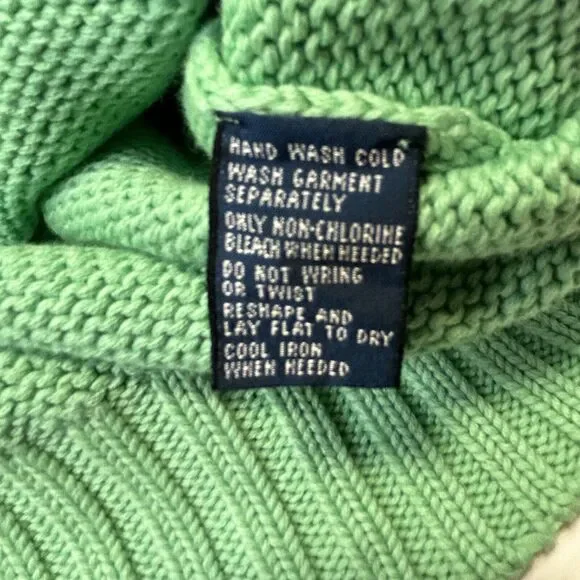 HAND WASH COLD
WASH GARMENT
SEPARATELY
ONLY NON-CHLORINE
BLEACH WHEN NEEDED
DO NOT WRING
OR TWIST
RESHAPE AND
LAY FLAT TO DRY
COOL IRON
WHEN NEEDED